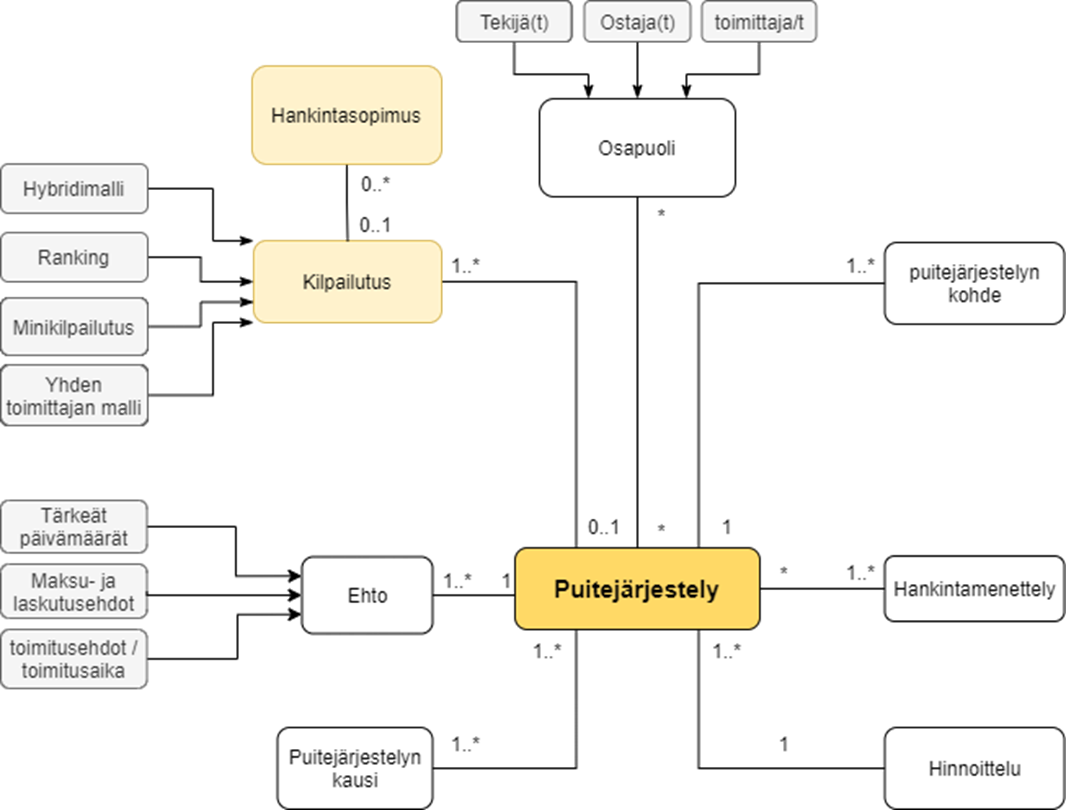 Tekijä(t)
Ostaja(t)
toimittaja/t
Hankintasopimus
Osapuoli
0..*
0..1
*
Hybridimalli
Ranking
Minikilpailutus
Yhden
toimittajan malli
Kilpailutus
1..*
1..*
puitejärjestelyn
kohde
0..1
*
1
Tärkeät
päivämäärät
Maksu- ja
laskutusehdot
toimitusehdot /
toimitusaika
Ehto
1..*
1
Puitejärjestely
*
1..*
Hankintamenettely
1..*
1..*
Puitejärjestelyn
kausi
1..*
1
Hinnoittelu